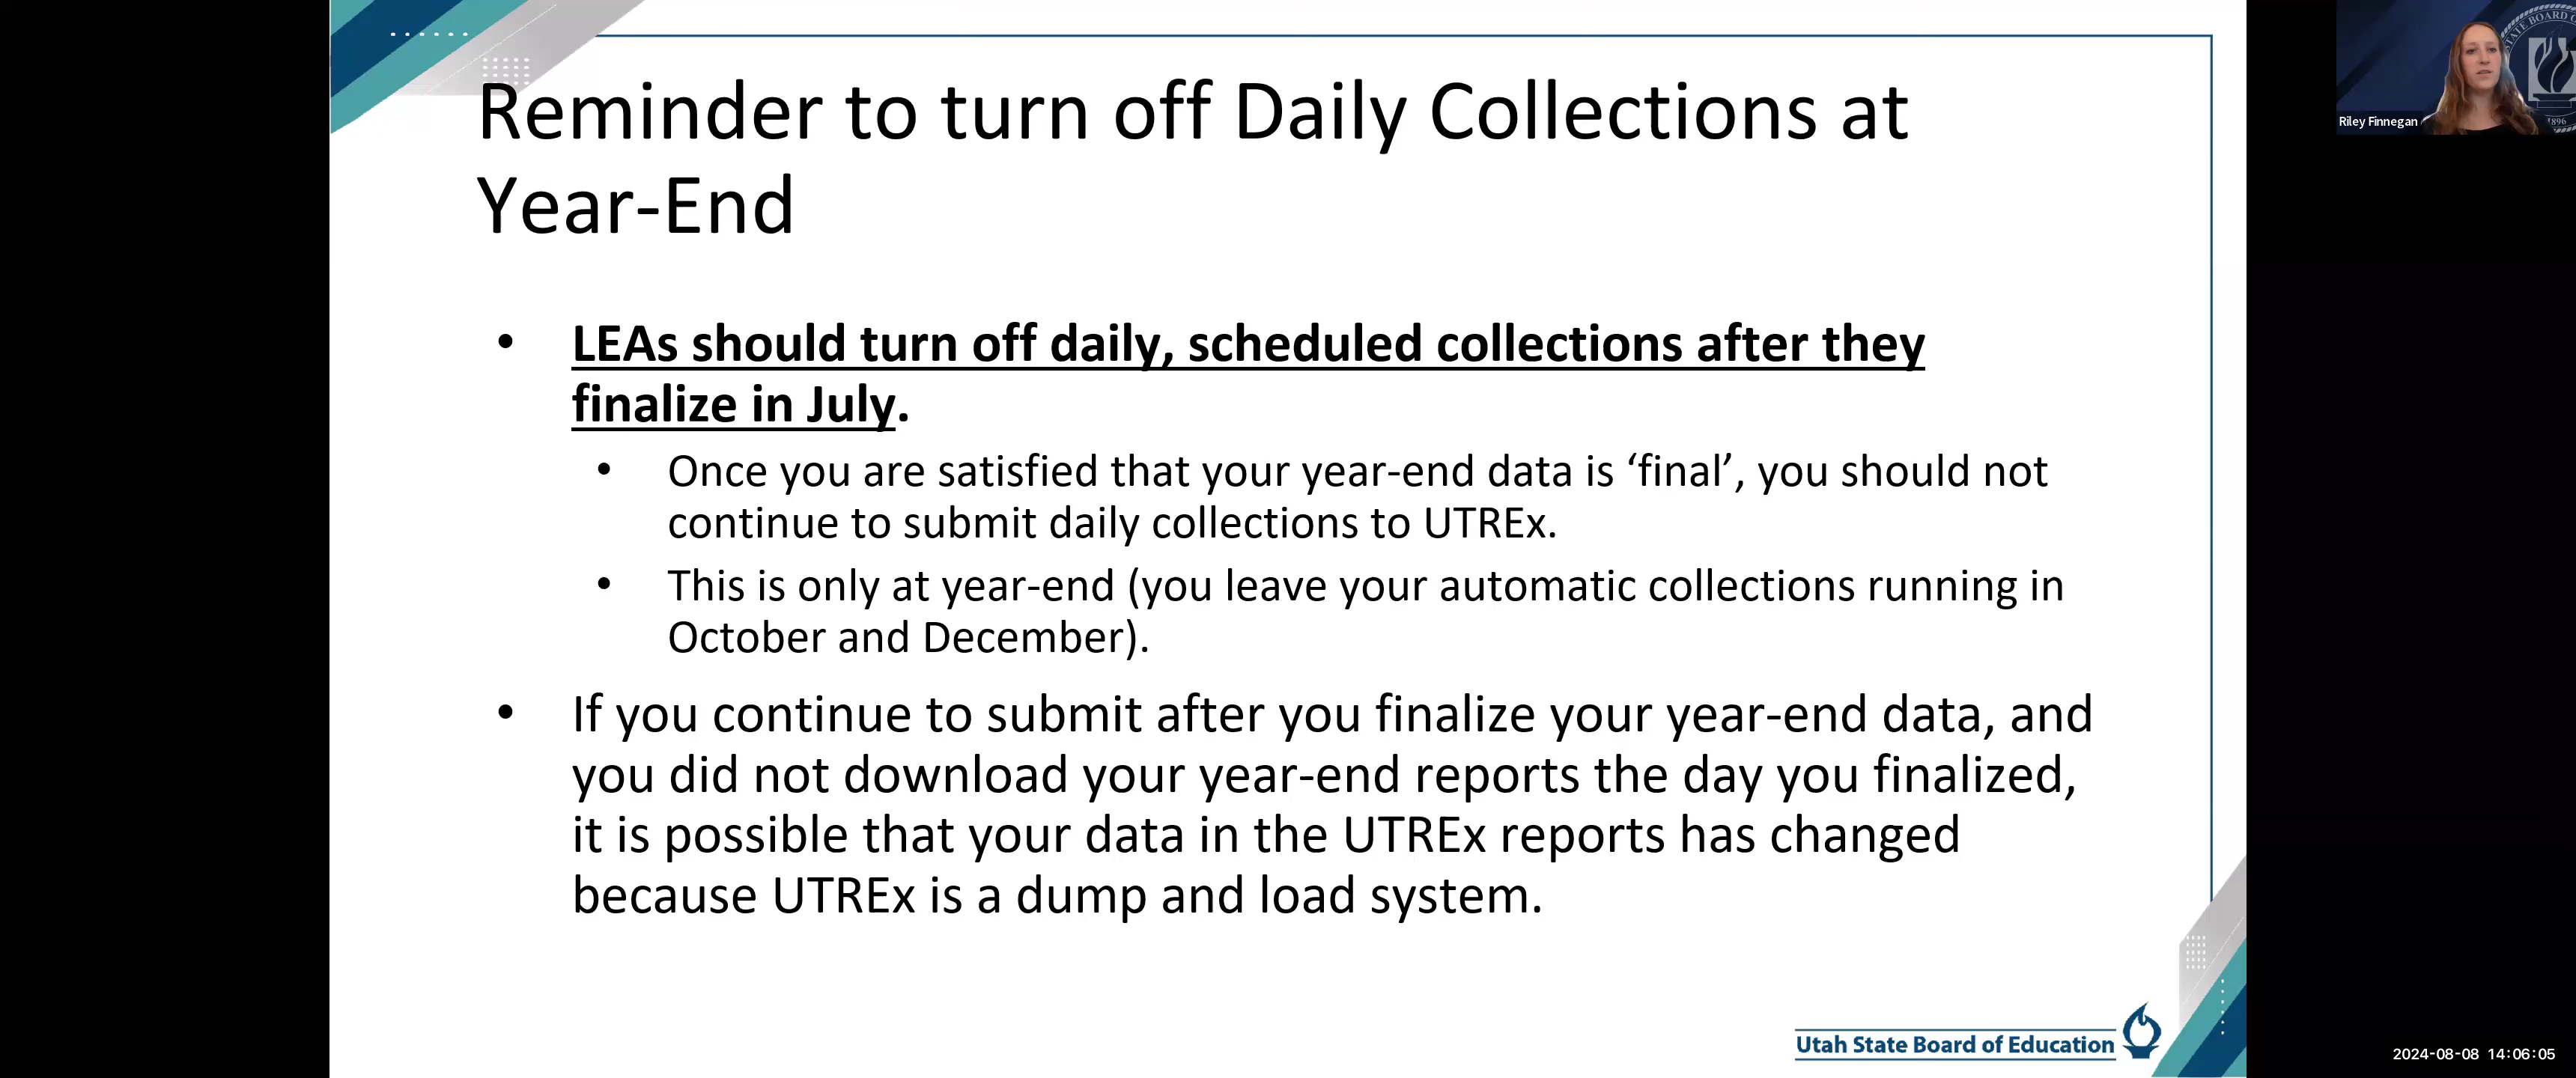 Reminder to turn off Daily Collections at
Year-End
• LEAs should turn off daily, scheduled collections after they
finalize in July.
• Once you are satisfied that your year-end data is ‘final’, you should not
continue to submit daily collections to UTREx.
• This is only at year-end (you leave your automatic collections running in
October and December).
• If you continue to submit after you finalize your year-end data, and
you did not download your year-end reports the day you finalized,
it is possible that your data in the UTREx reports has changed
because UTREx is a dump and load system.
Utah State Board of Education
STATE BOARD O
1896
Riley Finnegan
2024-08-08 14:06:05